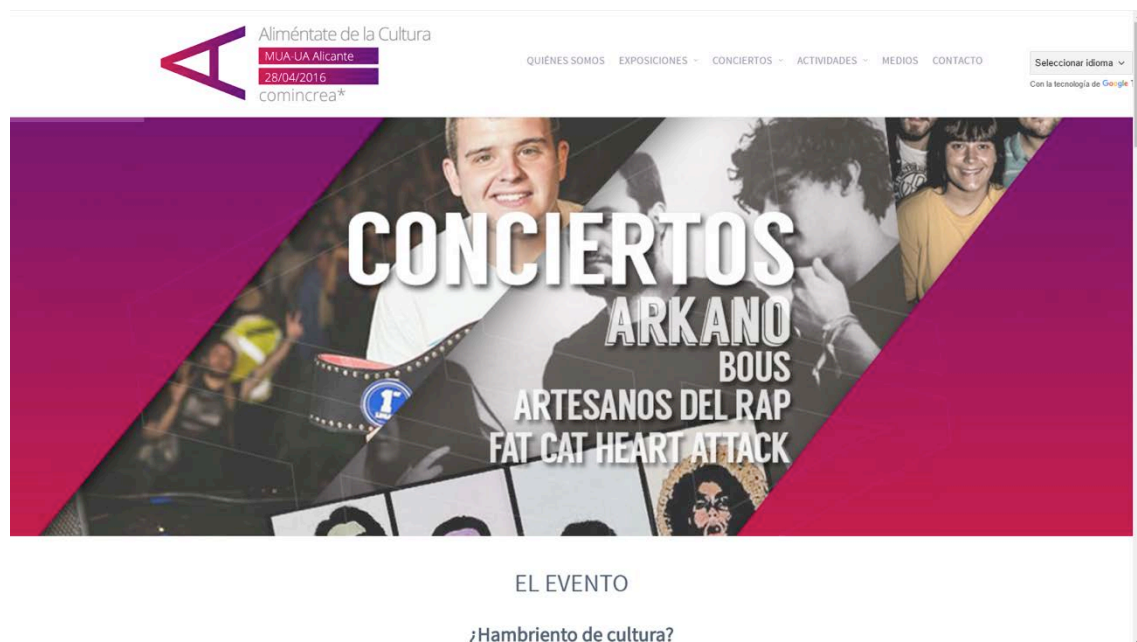 Aliméntate de la Cultura
MUA-UA Alicante
28/04/2016
comincrea*
QUIÉNES SOMOS EXPOSICIONES CONCIERTOS ACTIVIDADES MEDIOS CONTACTO
Seleccionar idioma
Con la tecnología de Google
CONCIERTOS
ARKANO
BOUS
ARTESANOS DEL RAP
FAT CAT HEART ATTACK
1er
EL EVENTO
¿Hambriento de cultura?